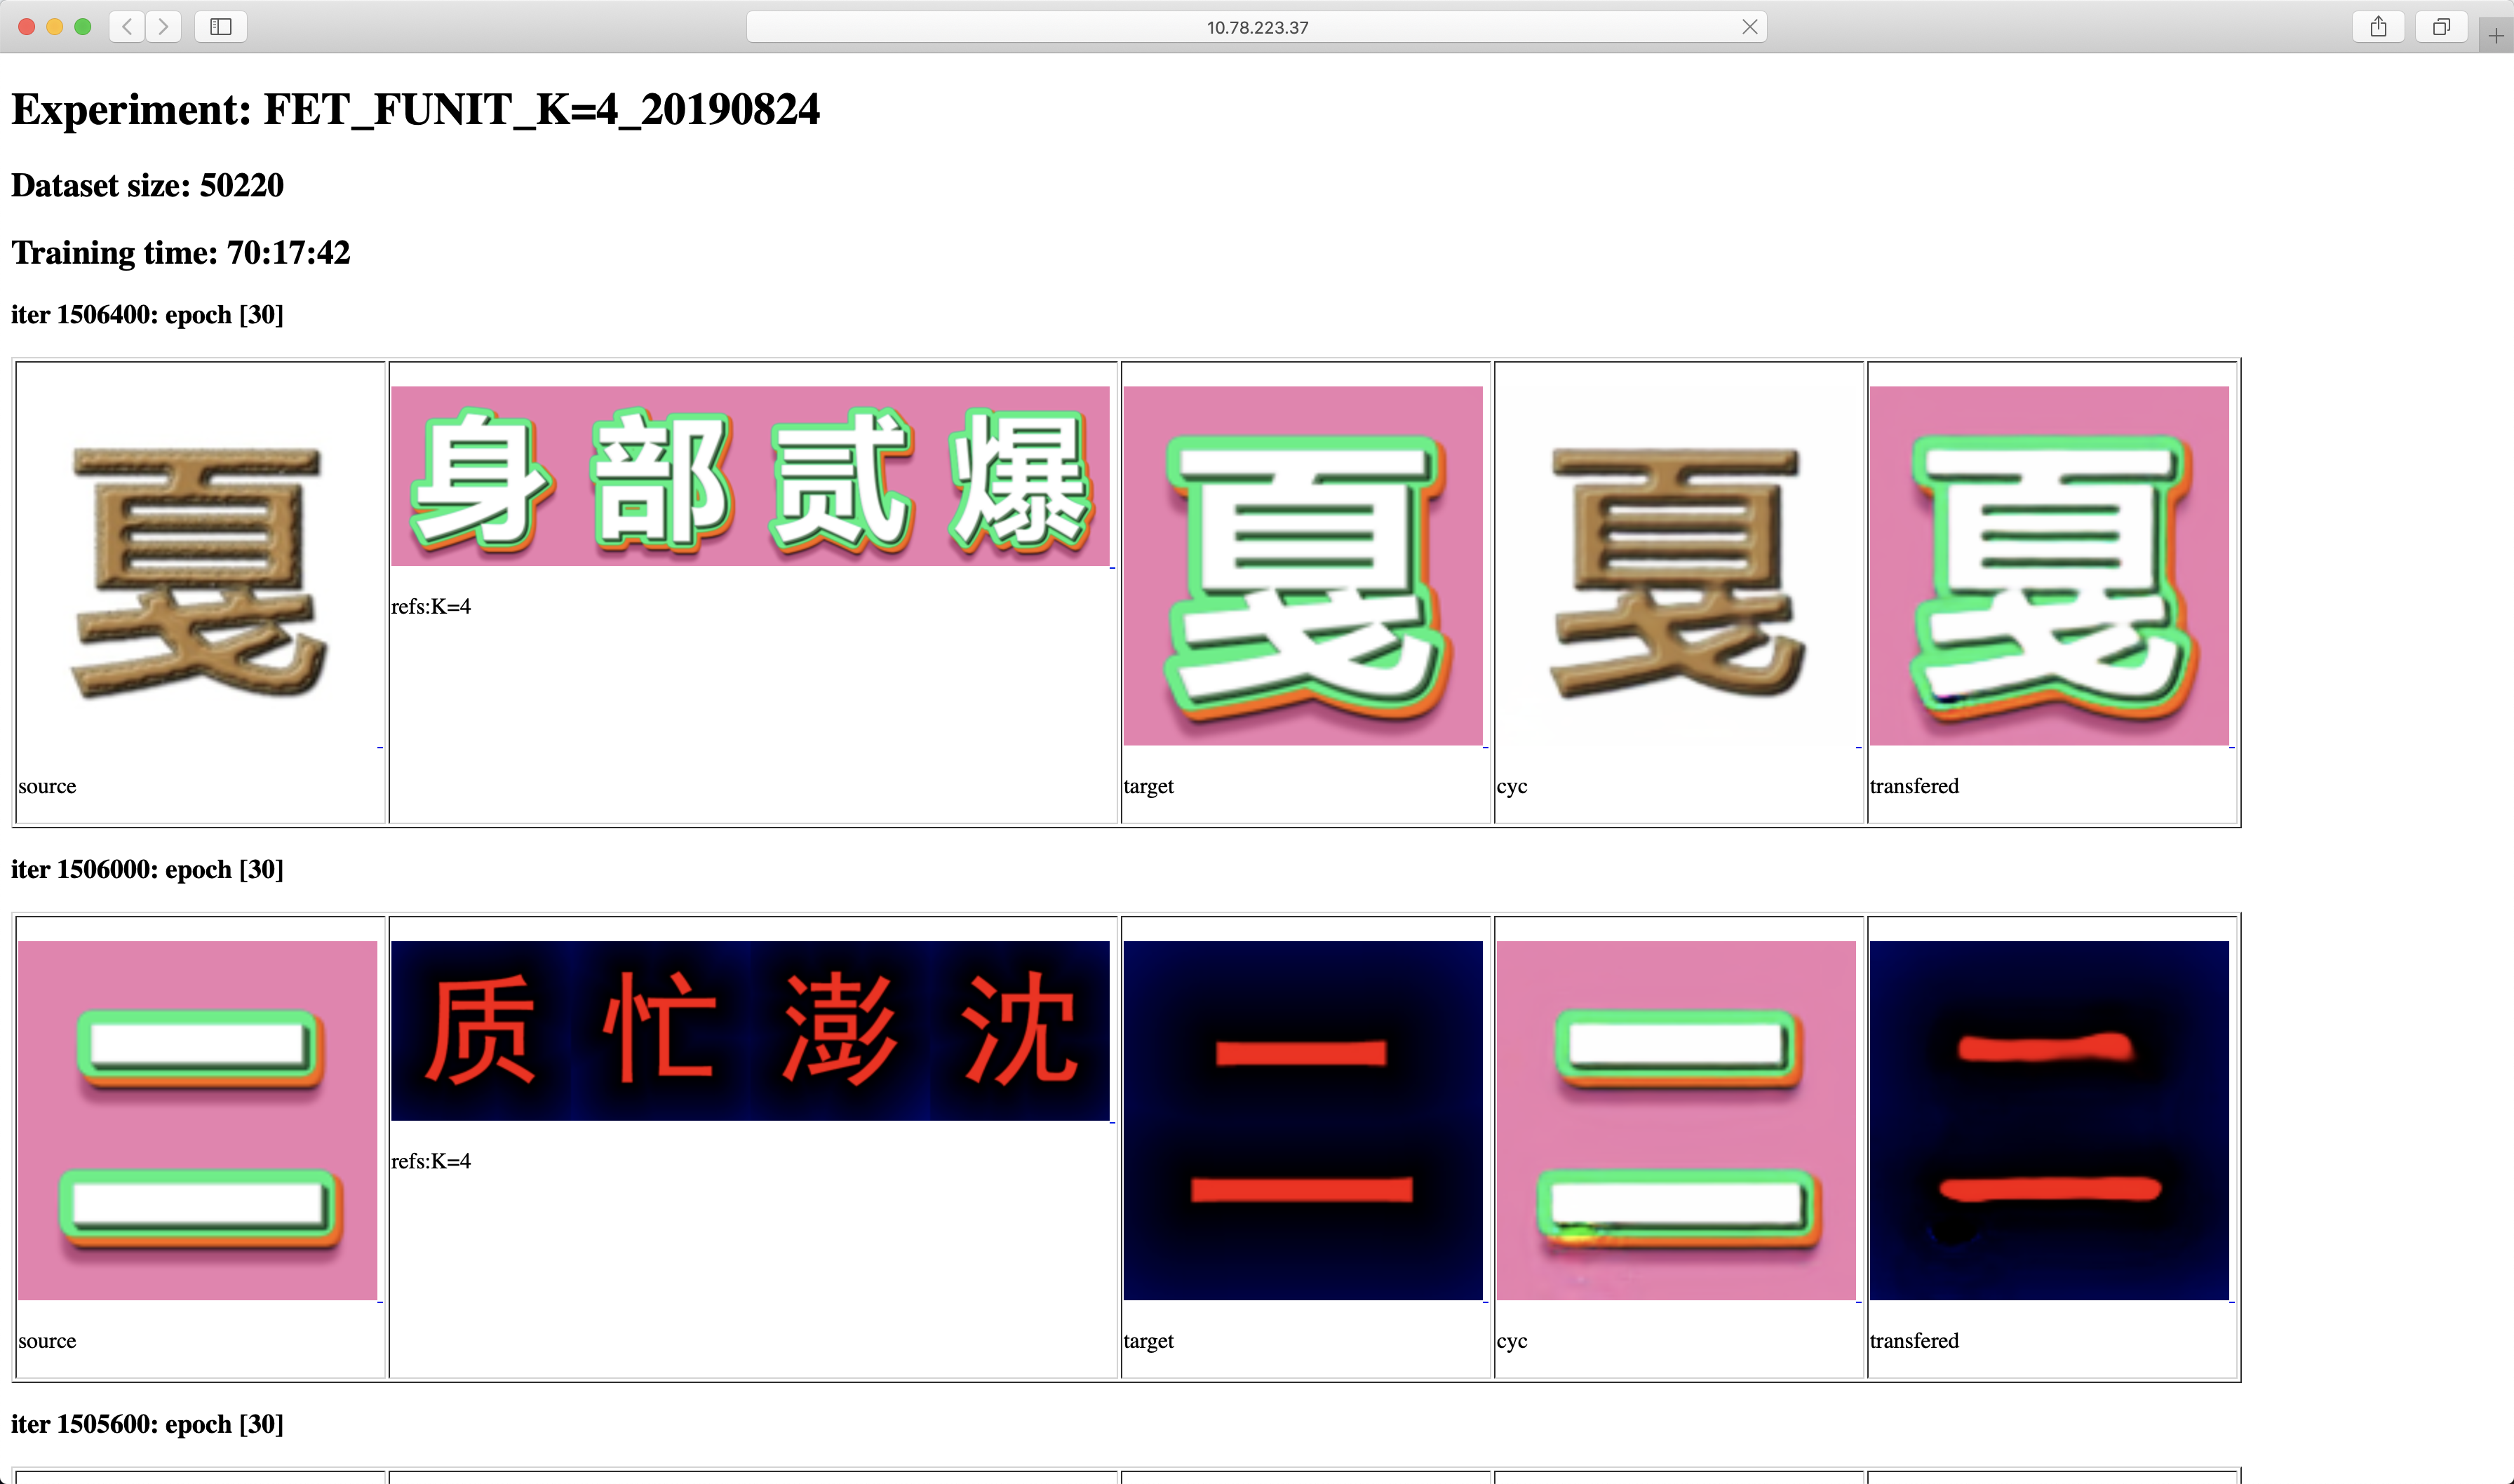 10.78.223.37
Experiment: FET_FUNIT_K=4_20190824
Dataset size: 50220
Training time: 70:17:42
iter 1506400: epoch [30]
戛 身部贰爆 戛 戛 戛
refs:K=4
source target cyc transfered
iter 1506000: epoch [30]
二 质忙澎沈 二 二 二
refs:K=4
source target cyc transfered
iter 1505600: epoch [30]